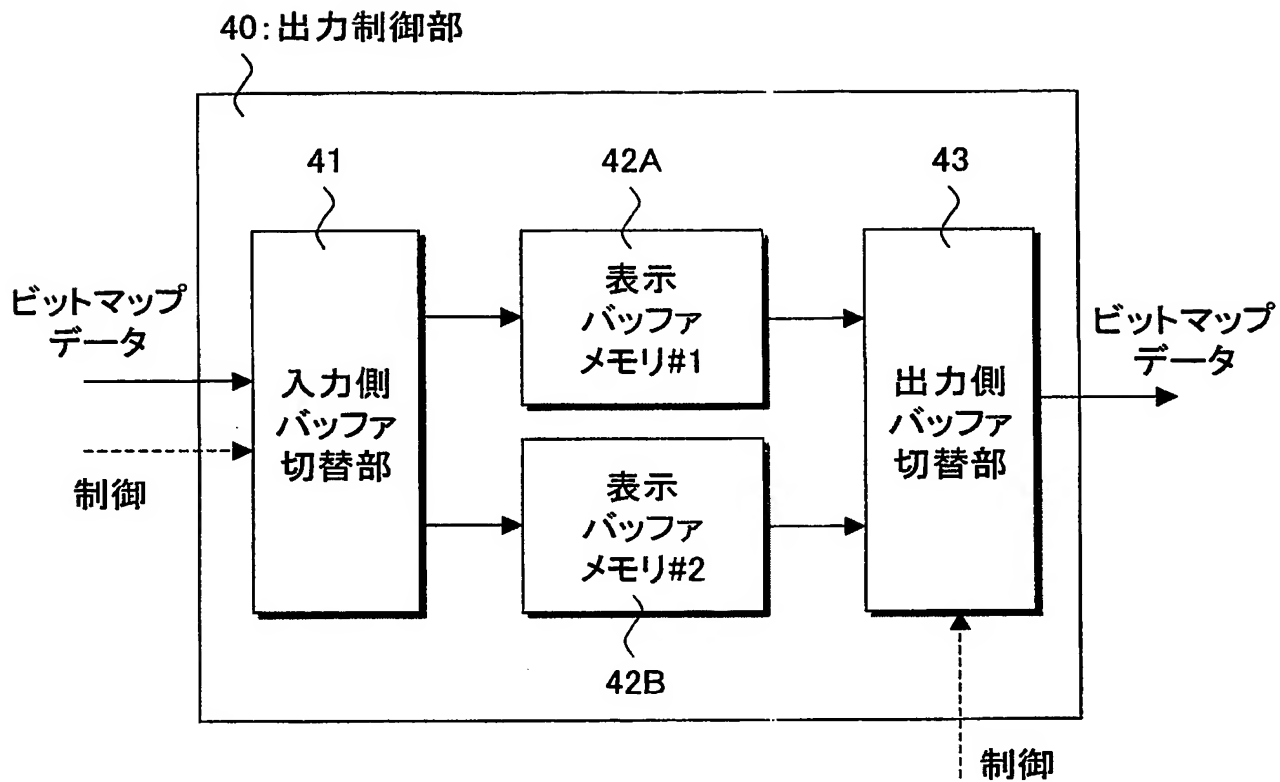 40:出力制御部
41
42A
43
ビットマップ
データ
制御
入力側
バッファ
切替部
表示
バッファ
メモリ#1
表示
バッファ
メモリ#2
42B
出力側
バッファ
切替部
ビットマップ
データ
制御